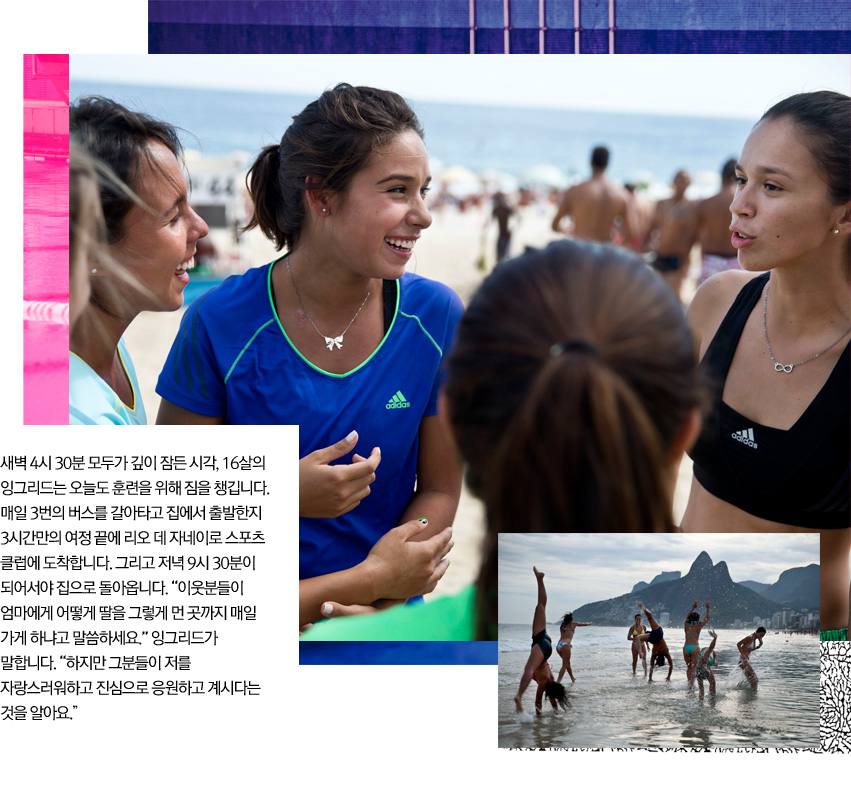 adidas
adidas
새벽 4시 30분 모두가 깊이 잠든 시각, 16살의
잉그리드는 오늘도 훈련을 위해 짐을 챙깁니다.
매일 3번의 버스를 갈아타고 집에서 출발한지
3시간만의 여정 끝에 리오 데 자네이로 스포츠
클럽에 도착합니다. 그리고 저녁 9시 30분이
되어서야 집으로 돌아옵니다. “이웃분들이
엄마에게 어떻게 딸을 그렇게 먼 곳까지 매일
가게 하냐고 말씀하세요.” 잉그리드가
말합니다. “하지만 그분들이 저를
자랑스러워하고 진심으로 응원하고 계시다는
것을 알아요.”